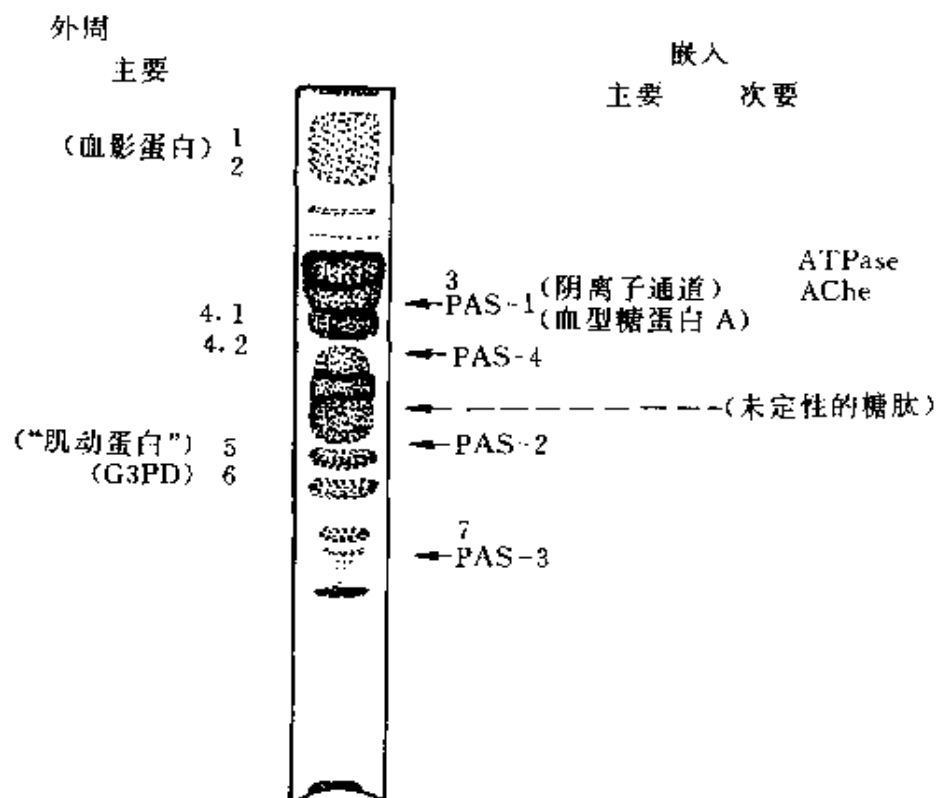 外周
主要
嵌入
主要 次要
(血影蛋白) 1
2
ATPase
3 (阴离子通道) AChe
PAS-1 (血型糖蛋白 A)
4.1
4.2
PAS-4
(未定性的糖肽)
("肌动蛋白") 5
PAS-2
(G3PD) 6
7
PAS-3